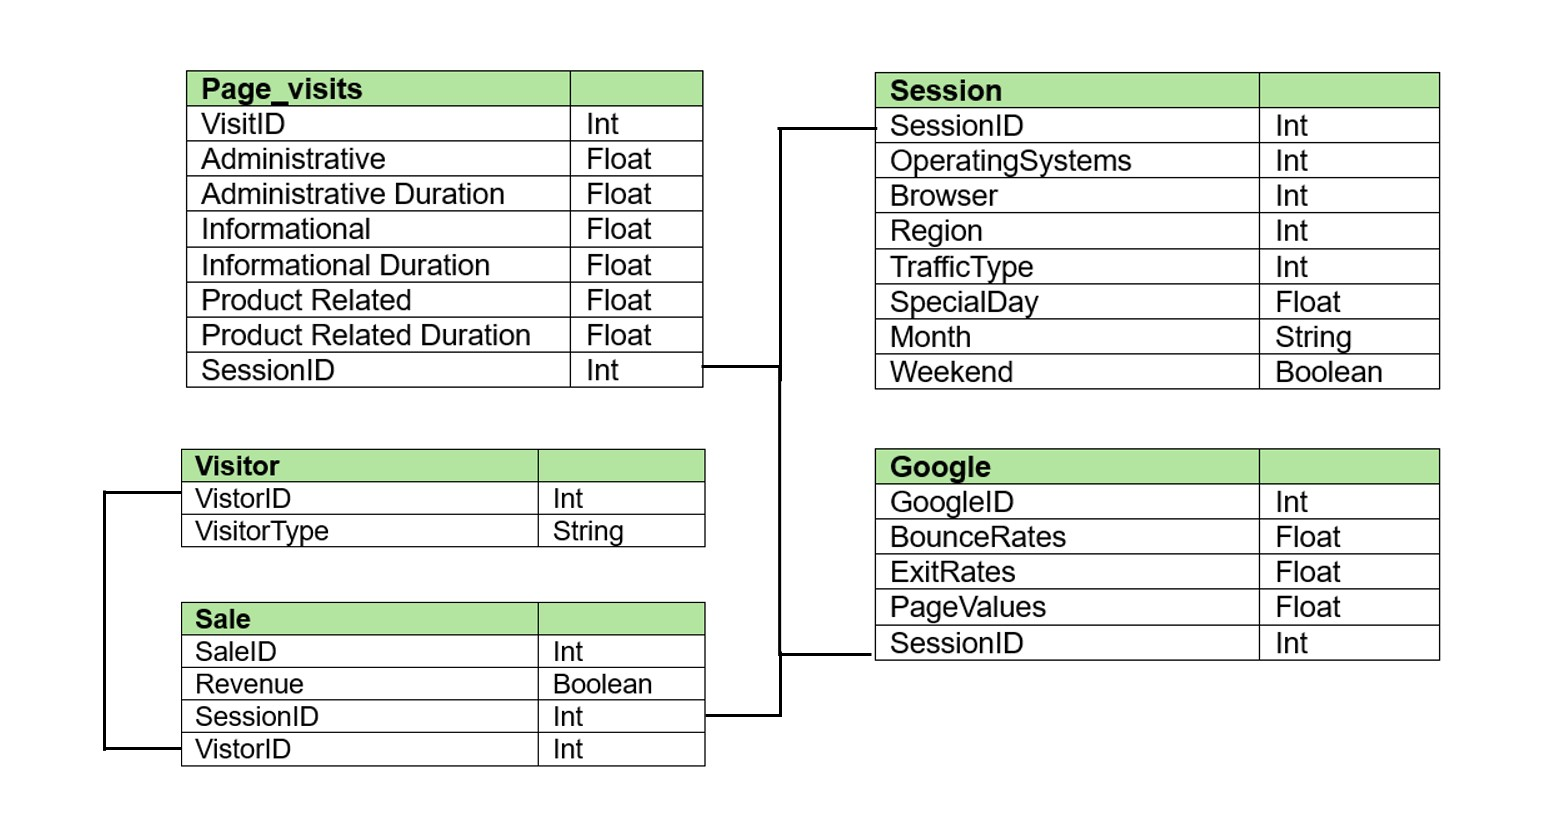 Page_visits
VisitID Int
Administrative Float
Administrative Duration Float
Informational Float
Informational Duration Float
Product Related Float
Product Related Duration Float
SessionID Int
Session
SessionID Int
OperatingSystems Int
Browser Int
Region Int
TrafficType Int
SpecialDay Float
Month String
Weekend Boolean
Visitor
VistorID Int
VisitorType String
Sale
SaleID Int
Revenue Boolean
SessionID Int
VistorID Int
Google
GoogleID Int
BounceRates Float
ExitRates Float
PageValues Float
SessionID Int